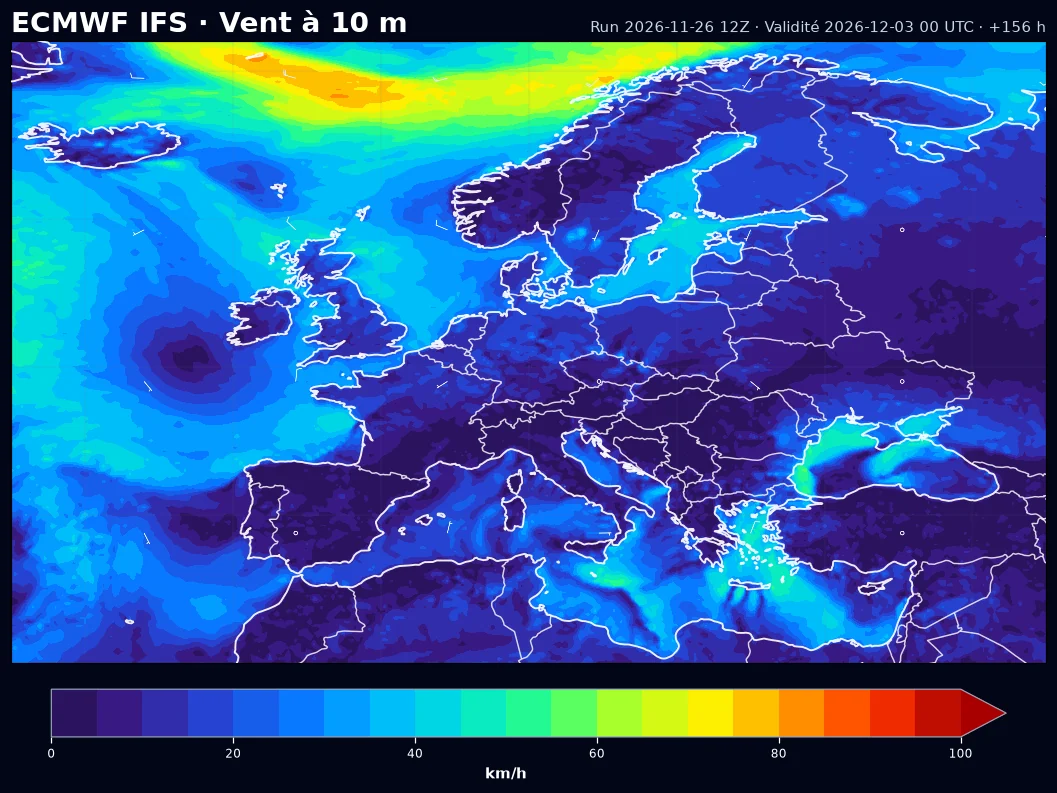 ECMWF IFS · Vent à 10 m
Run 2026-11-26 12Z · Validité 2026-12-03 00 UTC · +156 h
0 20 40 60 80 100
km/h